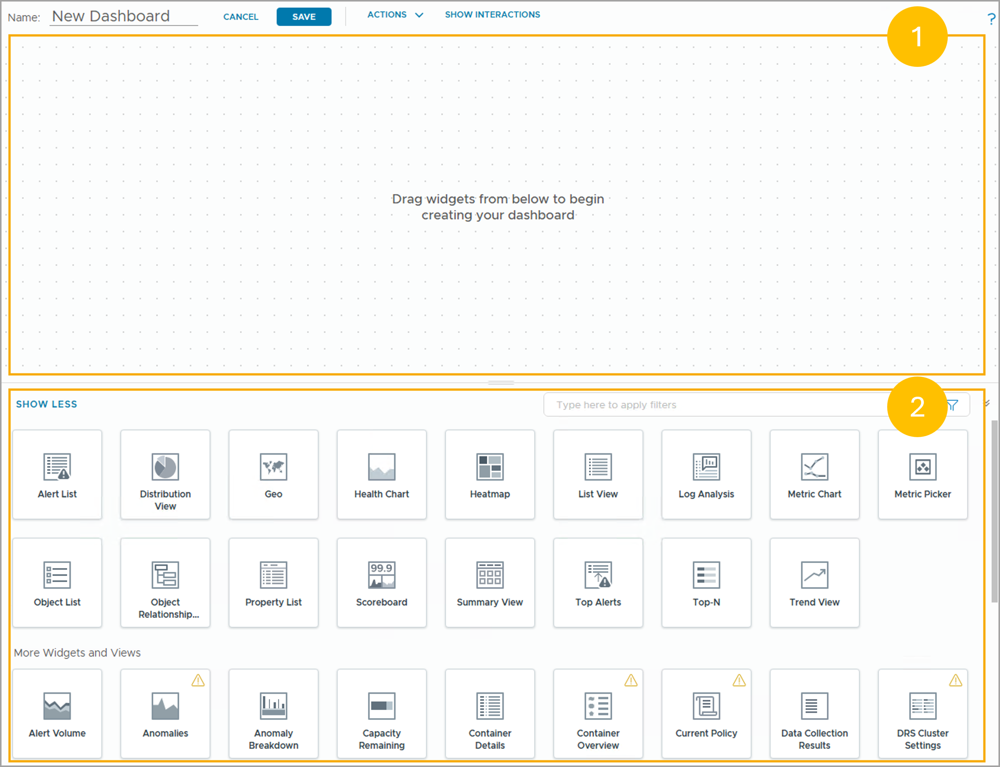 Name: New Dashboard CANCEL SAVE ACTIONS SHOW INTERACTIONS ?
1
Drag widgets from below to begin
creating your dashboard
SHOW LESS Type here to apply filters 2
Alert List Distribution View Geo Health Chart Heatmap List View Log Analysis Metric Chart Metric Picker
99.9
Object List Object Relationship... Property List Scoreboard Summary View Top Alerts Top-N Trend View
More Widgets and Views
Alert Volume Anomalies Anomaly Breakdown Capacity Remaining Container Details Container Overview Current Policy Data Collection Results DRS Cluster Settings